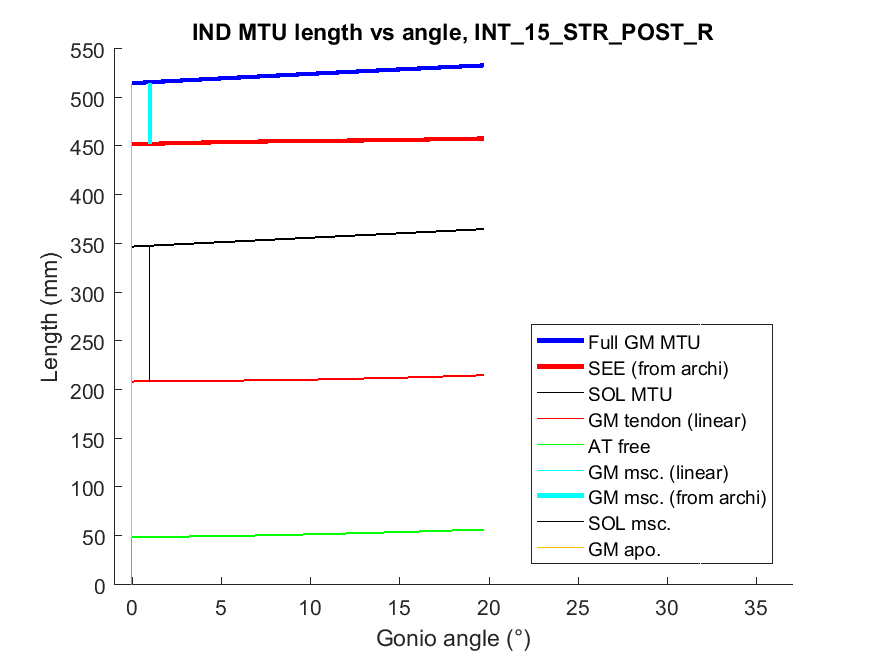 IND MTU length vs angle, INT_15_STR_POST_R
550
500
450
400
350
300
250
200
150
100
50
0
Length (mm)
0 5 10 15 20 25 30 35
Gonio angle (°)
Full GM MTU
SEE (from archi)
SOL MTU
GM tendon (linear)
AT free
GM msc. (linear)
GM msc. (from archi)
SOL msc.
GM apo.